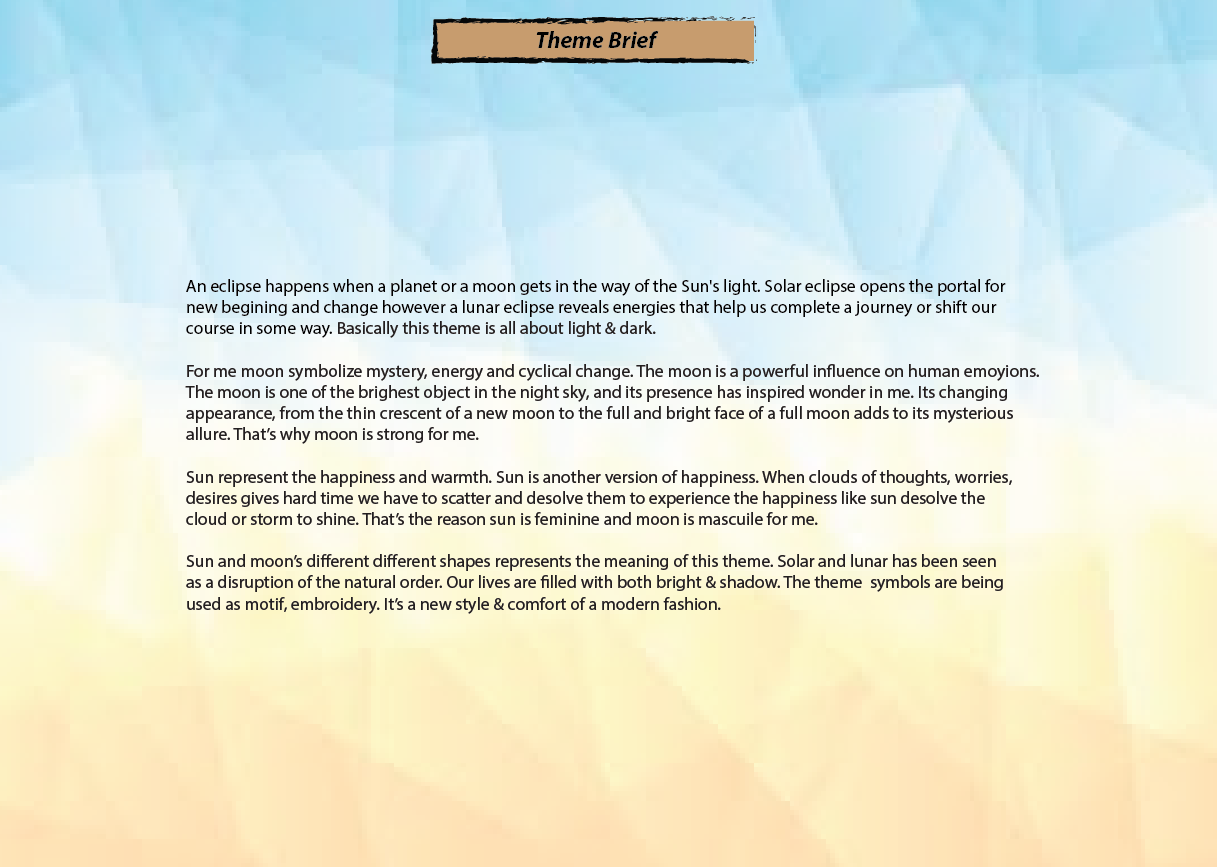 Theme Brief
An eclipse happens when a planet or a moon gets in the way of the Sun's light. Solar eclipse opens the portal for
new begining and change however a lunar eclipse reveals energies that help us complete a journey or shift our
course in some way. Basically this theme is all about light & dark.
For me moon symbolize mystery, energy and cyclical change. The moon is a powerful influence on human emoyions.
The moon is one of the brighest object in the night sky, and its presence has inspired wonder in me. Its changing
appearance, from the thin crescent of a new moon to the full and bright face of a full moon adds to its mysterious
allure. That’s why moon is strong for me.
Sun represent the happiness and warmth. Sun is another version of happiness. When clouds of thoughts, worries,
desires gives hard time we have to scatter and desolve them to experience the happiness like sun desolve the
cloud or storm to shine. That’s the reason sun is feminine and moon is mascuile for me.
Sun and moon’s different different shapes represents the meaning of this theme. Solar and lunar has been seen
as a disruption of the natural order. Our lives are filled with both bright & shadow. The theme  symbols are being
used as motif, embroidery. It’s a new style & comfort of a modern fashion.